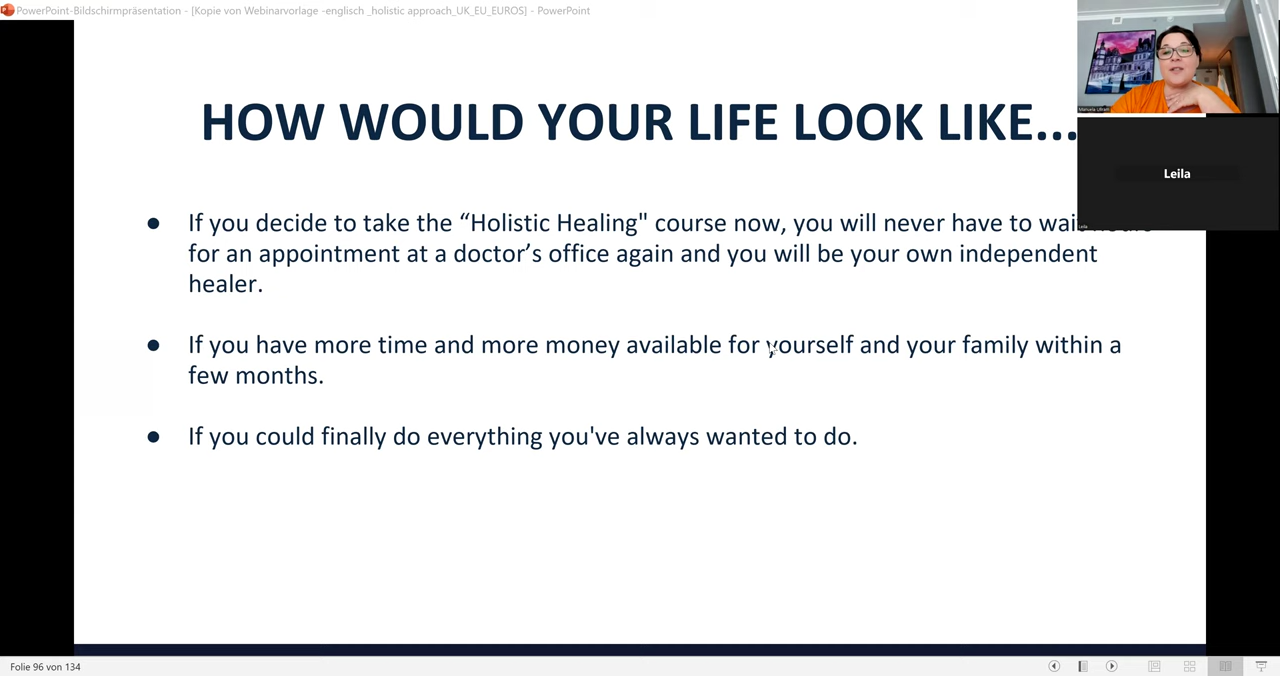 PowerPoint-Bildschirmpräsentation - [Kopie von Webinarvorlage -englisch _holistic approach_UK_EU_EUROS] - PowerPoint
HOW WOULD YOUR LIFE LOOK LIKE...
Leila
● If you decide to take the “Holistic Healing" course now, you will never have to
for an appointment at a doctor’s office again and you will be your own independent
healer.
● If you have more time and more money available for yourself and your family within a
few months.
● If you could finally do everything you've always wanted to do.
Folie 96 von 134